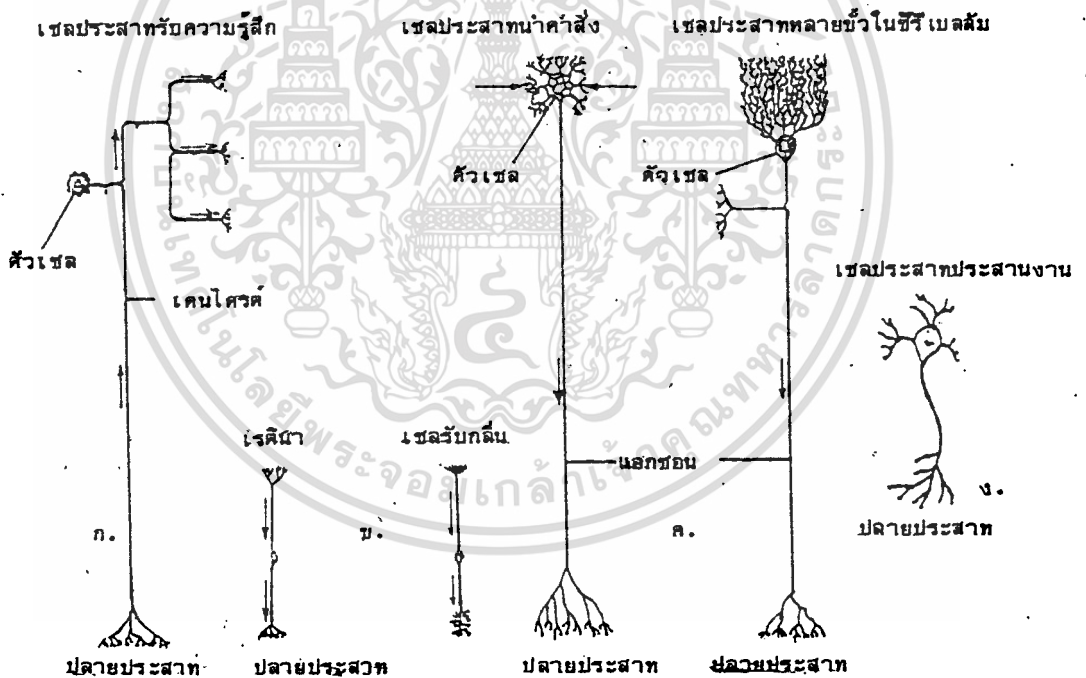 เซลประสาทรับความรู้สึก
เซลประสาทนำคำสั่ง
เซลประสาทหลายขั้วในซีรีเบลลัม
ตัวเซล
ตัวเซล
ตัวเซล
เดนไดรต์
เซลประสาทประสานงาน
เรตินา
เซลรับกลิ่น
แอกซอน
ก.
ข.
ค.
ง.
ปลายประสาท
ปลายประสาท
ปลายประสาท
ปลายประสาท
ปลายประสาท